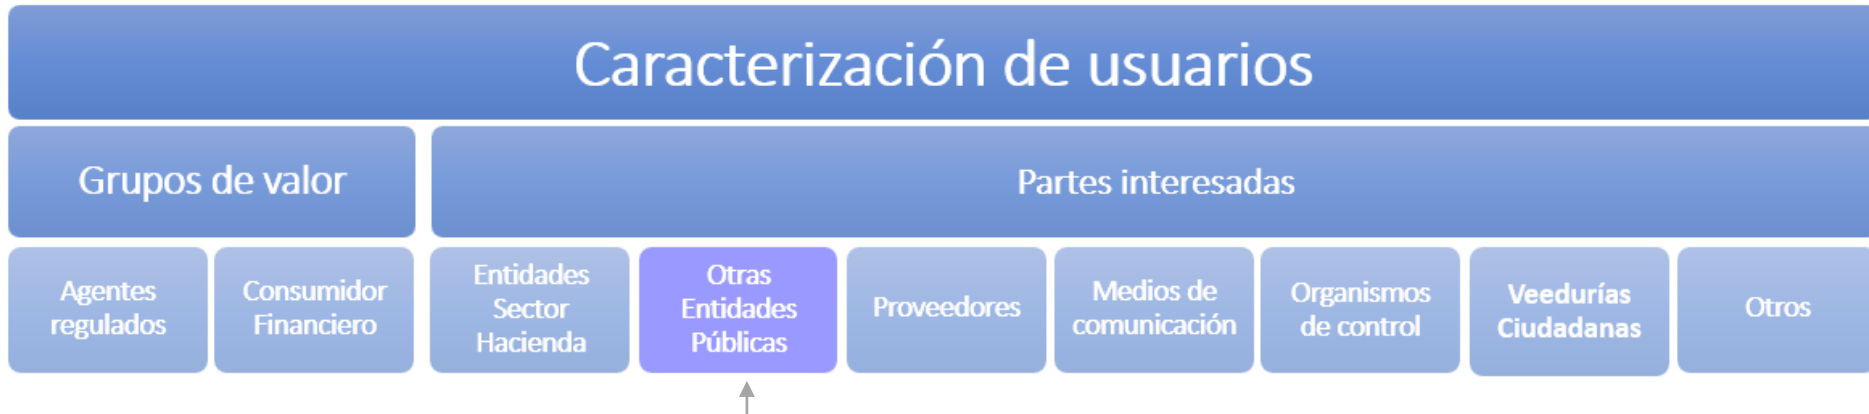 Caracterización de usuarios
Grupos de valor
Partes interesadas
Agentes
regulados
Consumidor
Financiero
Entidades
Sector
Hacienda
Otras
Entidades
Públicas
Proveedores
Medios de
comunicación
Organismos
de control
Veedurías
Ciudadanas
Otros